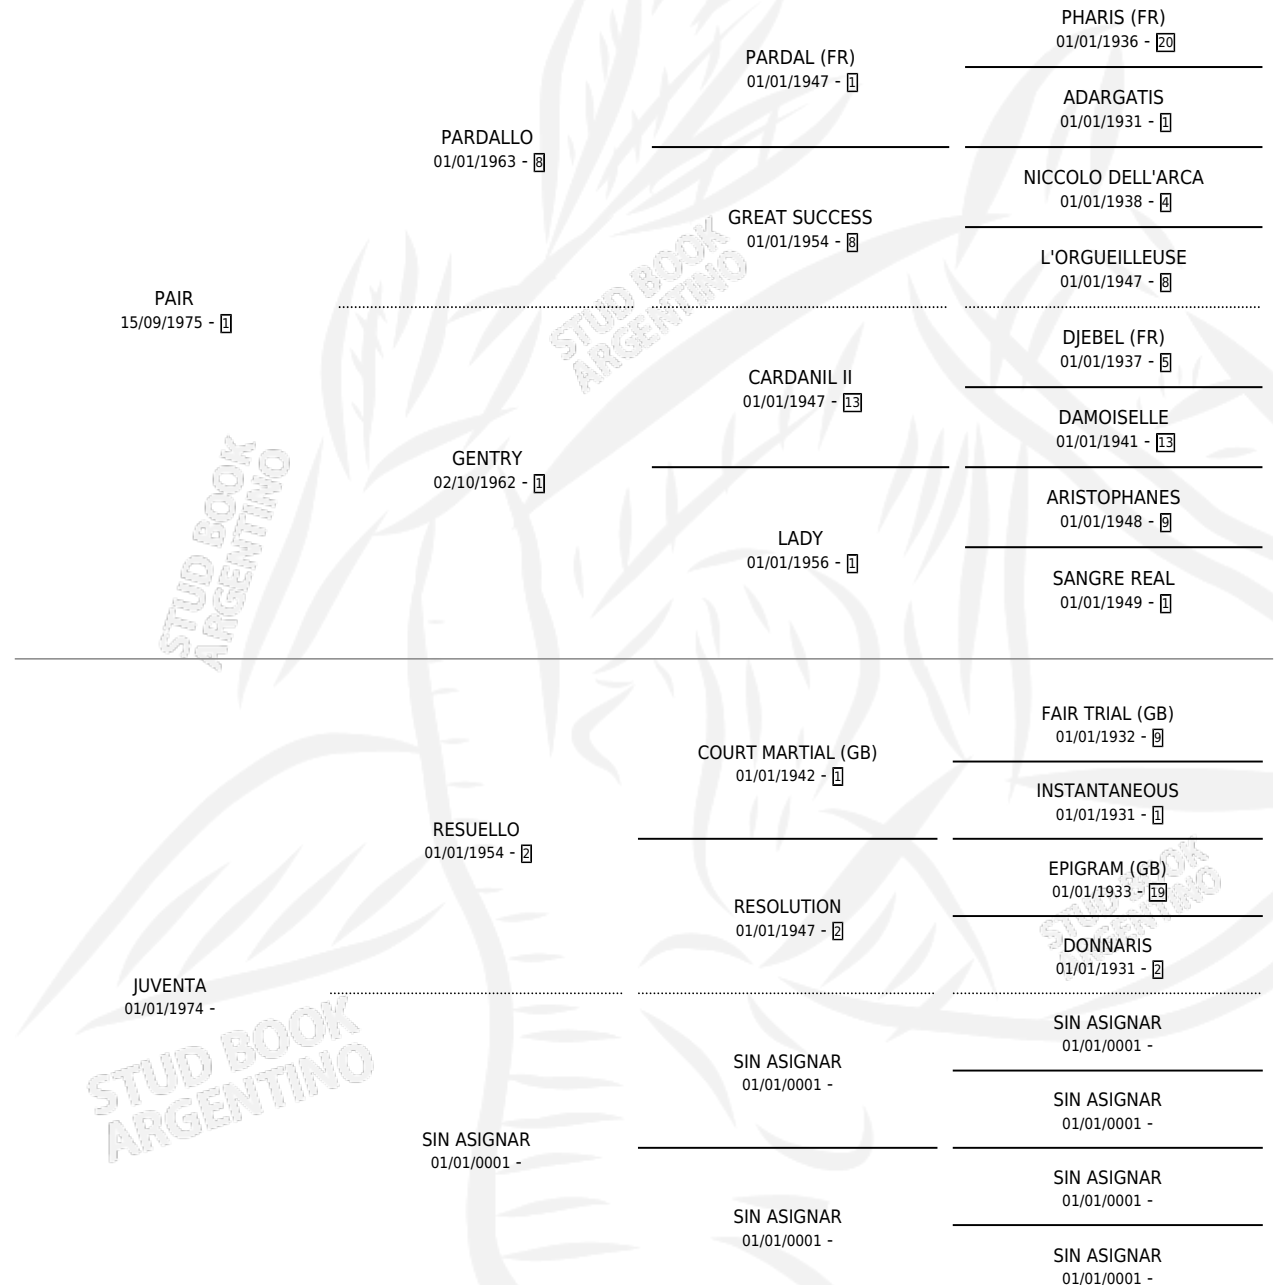 PHARIS (FR)
01/01/1936 - 20
PARDAL (FR)
01/01/1947 - 1
ADARGATIS
01/01/1931 - 1
PARDALLO
01/01/1963 - 8
NICCOLO DELL'ARCA
01/01/1938 - 4
GREAT SUCCESS
01/01/1954 - 8
L'ORGUEILLEUSE
01/01/1947 - 8
PAIR
15/09/1975 - 1
DJEBEL (FR)
01/01/1937 - 5
CARDANIL II
01/01/1947 - 13
DAMOISELLE
01/01/1941 - 13
GENTRY
02/10/1962 - 1
ARISTOPHANES
01/01/1948 - 9
LADY
01/01/1956 - 1
SANGRE REAL
01/01/1949 - 1
FAIR TRIAL (GB)
01/01/1932 - 9
COURT MARTIAL (GB)
01/01/1942 - 1
INSTANTANEOUS
01/01/1931 - 1
RESUELLO
01/01/1954 - 2
EPIGRAM (GB)
01/01/1933 - 19
RESOLUTION
01/01/1947 - 2
DONNARIS
01/01/1931 - 2
JUVENTA
01/01/1974 -
SIN ASIGNAR
01/01/0001 -
SIN ASIGNAR
01/01/0001 -
SIN ASIGNAR
01/01/0001 -
SIN ASIGNAR
01/01/0001 -
SIN ASIGNAR
01/01/0001 -
SIN ASIGNAR
01/01/0001 -
SIN ASIGNAR
01/01/0001 -
STUD BOOK
ARGENTINO
STUD BOOK
ARGENTINO
STUD BOOK
ARGENTINO
STUD BOOK
ARGENTINO